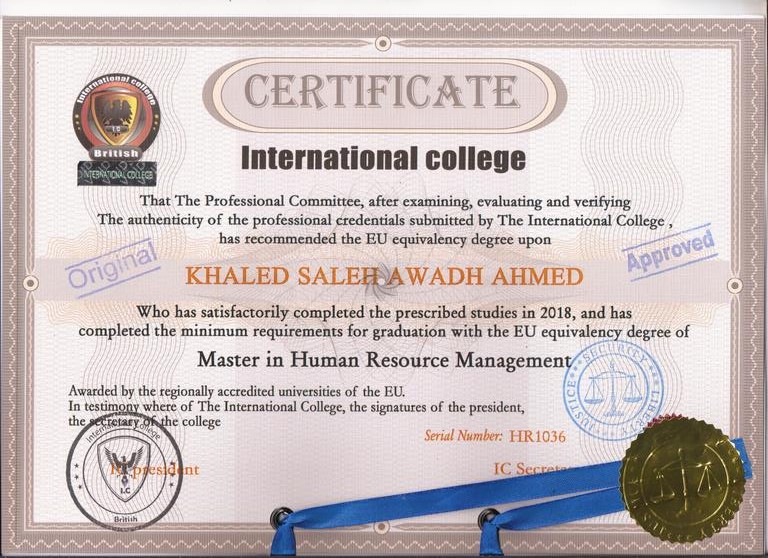 CERTIFICATE
International college
British
INTERNATIONAL COLLEGE
International college
That The Professional Committee, after examining, evaluating and verifying
The authenticity of the professional credentials submitted by The International College ,
has recommended the EU equivalency degree upon
Original
Approved
KHALED SALEH AWADH AHMED
Who has satisfactorily completed the prescribed studies in 2018, and has
completed the minimum requirements for graduation with the EU equivalency degree of
Master in Human Resource Management
SECURITY
JUSTICE
LIBERTY
Awarded by the regionally accredited universities of the EU.
In testimony where of The International College, the signatures of the president,
the secretary of the college
Serial Number: HR1036
International College
I.C
British
IC president
IC